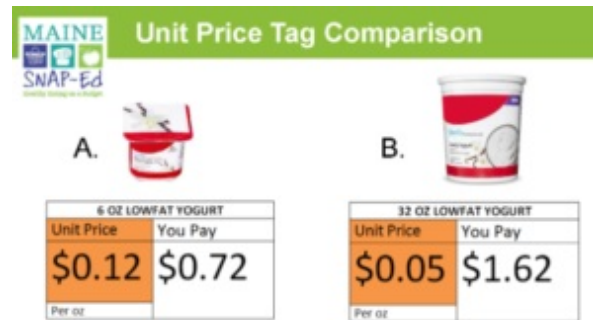 MAINE
SNAP-Ed
Unit Price Tag Comparison
A.
6 OZ LOWFAT YOGURT
Unit Price You Pay
$0.12 $0.72
Per oz
B.
32 OZ LOWFAT YOGURT
Unit Price You Pay
$0.05 $1.62
Per oz